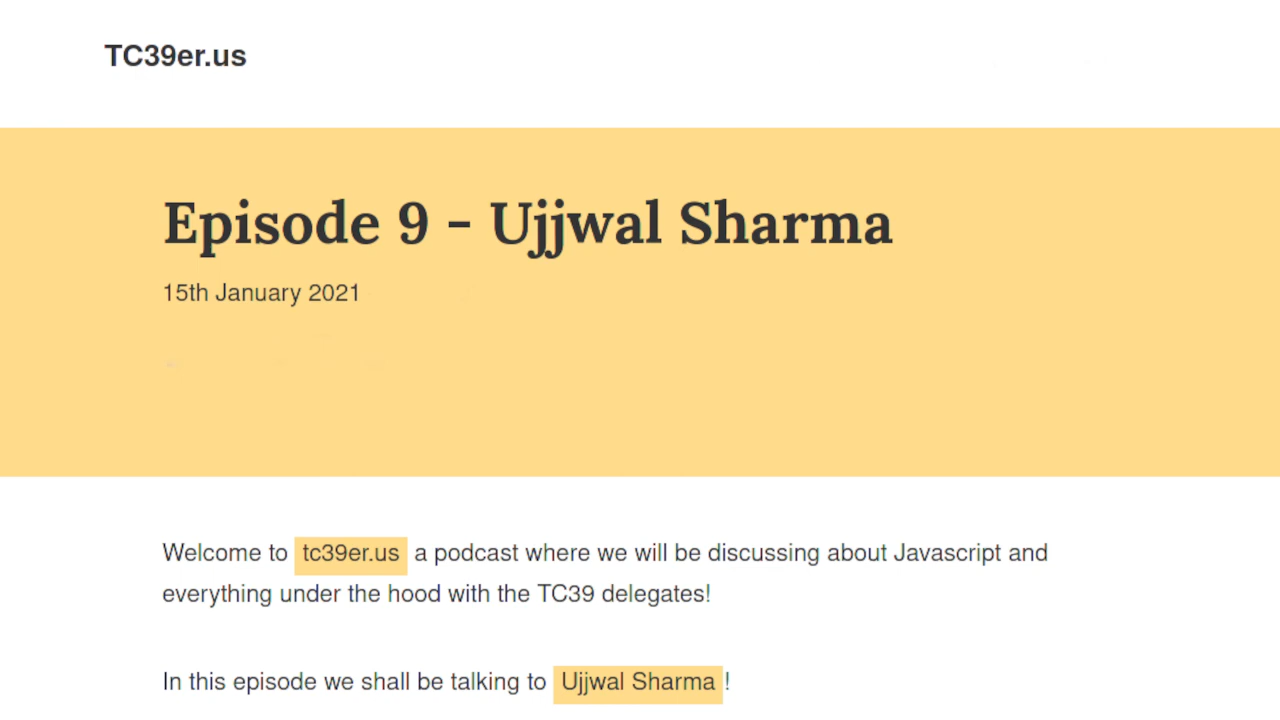 TC39er.us
Episode 9 - Ujjwal Sharma
15th January 2021
Welcome to tc39er.us a podcast where we will be discussing about Javascript and
everything under the hood with the TC39 delegates!
In this episode we shall be talking to Ujjwal Sharma!